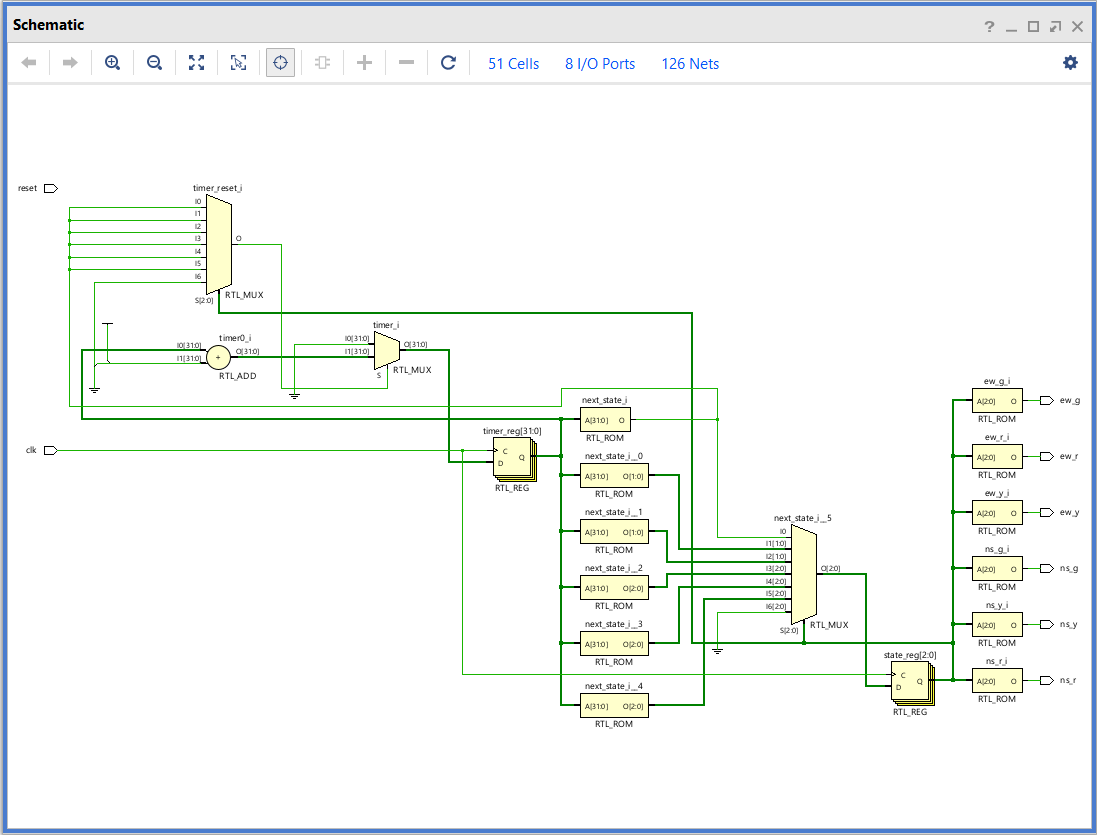 Schematic
51 Cells 8 I/O Ports 126 Nets
reset
timer_reset_i
I0
I1
I2
I3
I4
I5
I6
O
S[2:0]
RTL_MUX
timer0_i
I0[31:0]
I1[31:0]
+
O[31:0]
RTL_ADD
timer_i
I0[31:0]
I1[31:0]
S
O[31:0]
RTL_MUX
clk
timer_reg[31:0]
C
D
Q
RTL_REG
next_state_i
A[31:0] O
RTL_ROM
next_state_i__0
A[31:0] O[1:0]
RTL_ROM
next_state_i__1
A[31:0] O[1:0]
RTL_ROM
next_state_i__2
A[31:0] O[2:0]
RTL_ROM
next_state_i__3
A[31:0] O[2:0]
RTL_ROM
next_state_i__4
A[31:0] O[2:0]
RTL_ROM
next_state_i__5
I0
I1[1:0]
I2[1:0]
I3[2:0]
I4[2:0]
I5[2:0]
I6[2:0]
O[2:0]
S[2:0]
RTL_MUX
state_reg[2:0]
C
D
Q
RTL_REG
ew_g_i
A[2:0] O
ew_g
RTL_ROM
ew_r_i
A[2:0] O
ew_r
RTL_ROM
ew_y_i
A[2:0] O
ew_y
RTL_ROM
ns_g_i
A[2:0] O
ns_g
RTL_ROM
ns_y_i
A[2:0] O
ns_y
RTL_ROM
ns_r_i
A[2:0] O
ns_r
RTL_ROM